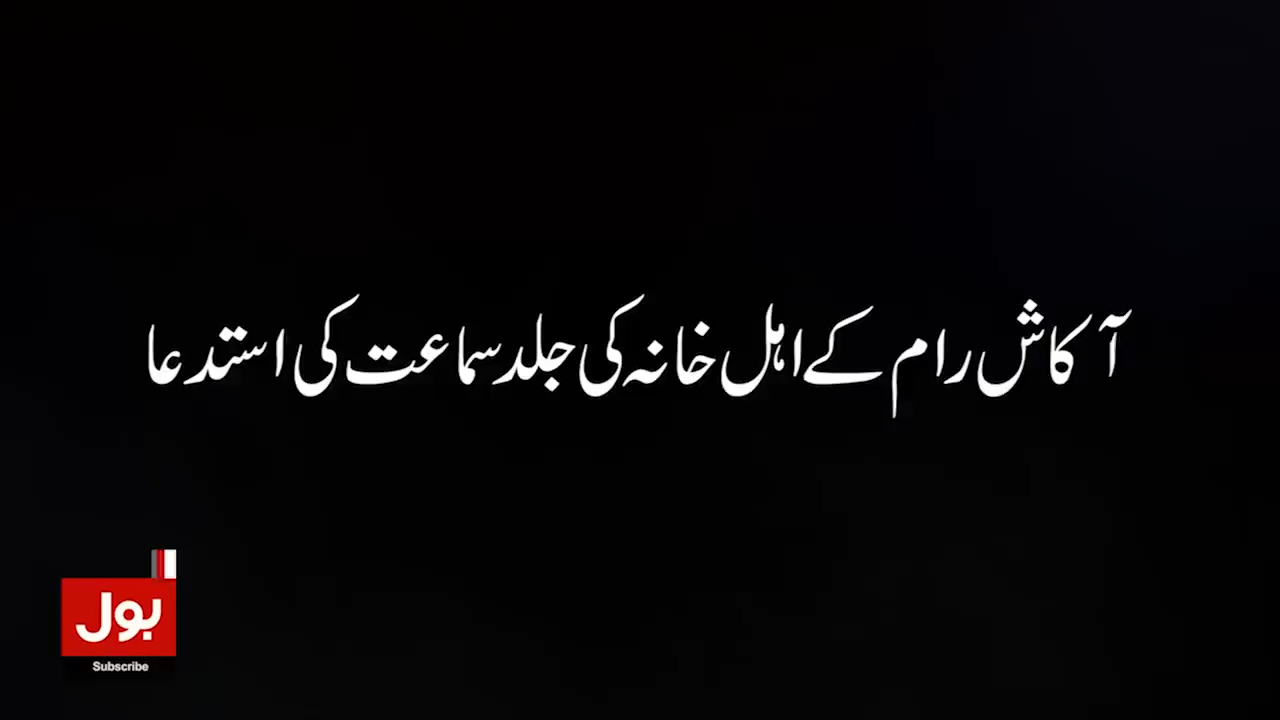 آکاش رام کے اہل خانہ کی جلد سماعت کی استدعا
بول
Subscribe